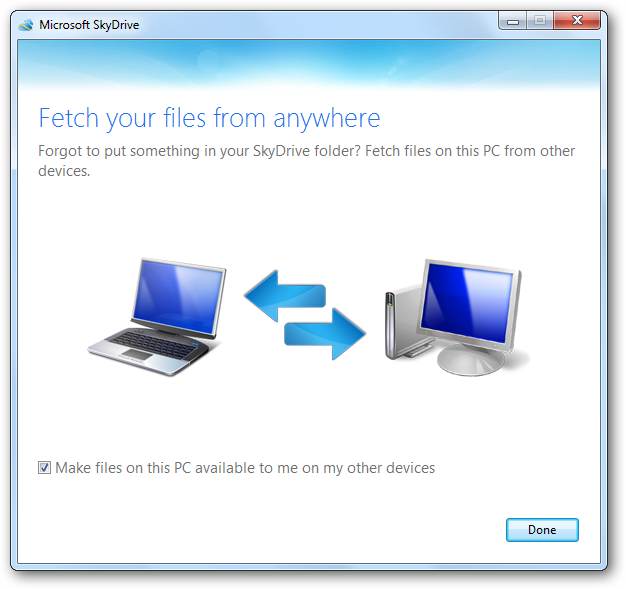 Microsoft SkyDrive
Fetch your files from anywhere
Forgot to put something in your SkyDrive folder? Fetch files on this PC from other
devices.
Make files on this PC available to me on my other devices
Done